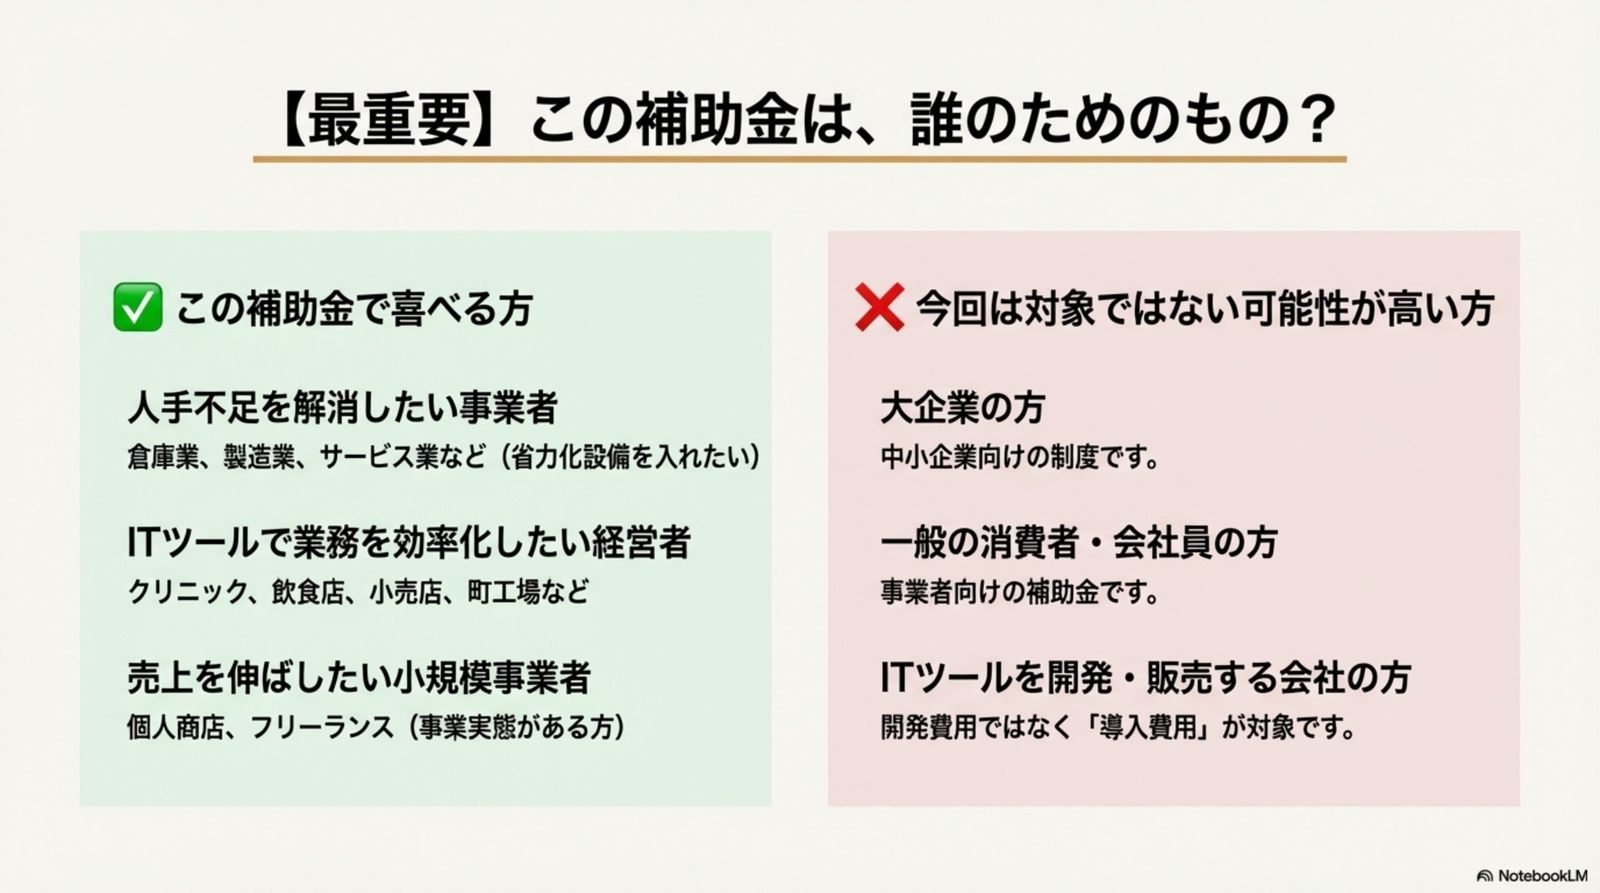 【最重要】この補助金は、誰のためのもの？
✅ この補助金で喜べる方
人手不足を解消したい事業者
倉庫業、製造業、サービス業など（省力化設備を入れたい）
ITツールで業務を効率化したい経営者
クリニック、飲食店、小売店、町工場など
売上を伸ばしたい小規模事業者
個人商店、フリーランス（事業実態がある方）
❌ 今回は対象ではない可能性が高い方
大企業の方
中小企業向けの制度です。
一般の消費者・会社員の方
事業者向けの補助金です。
ITツールを開発・販売する会社の方
開発費用ではなく「導入費用」が対象です。
NotebookLM